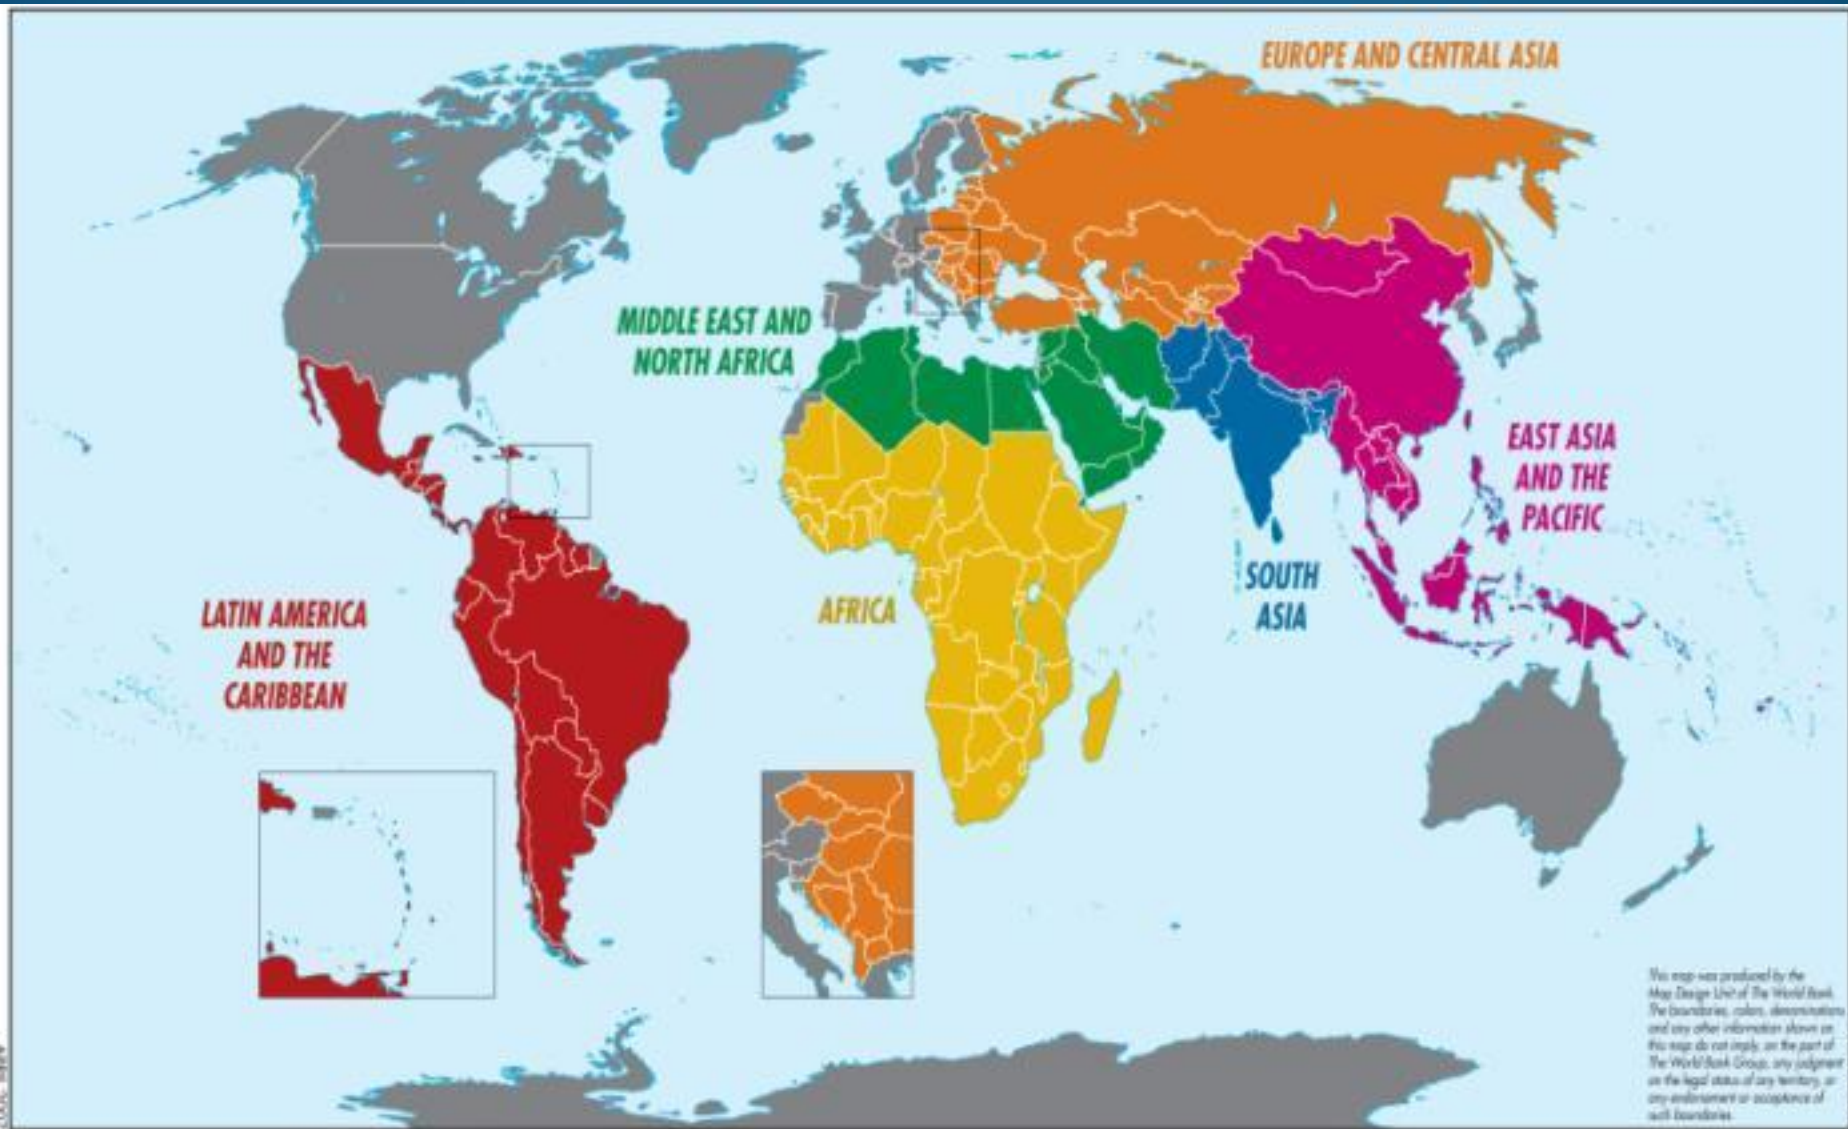 EUROPE AND CENTRAL ASIA
MIDDLE EAST AND
NORTH AFRICA
EAST ASIA
AND THE
PACIFIC
SOUTH
ASIA
LATIN AMERICA
AND THE
CARIBBEAN
AFRICA
This map was produced by the
Map Design Unit of The World Bank.
The boundaries, colors, denominations
and any other information shown on
this map do not imply, on the part of
The World Bank Group, any judgment
on the legal status of any territory, or
any endorsement or acceptance of
such boundaries.